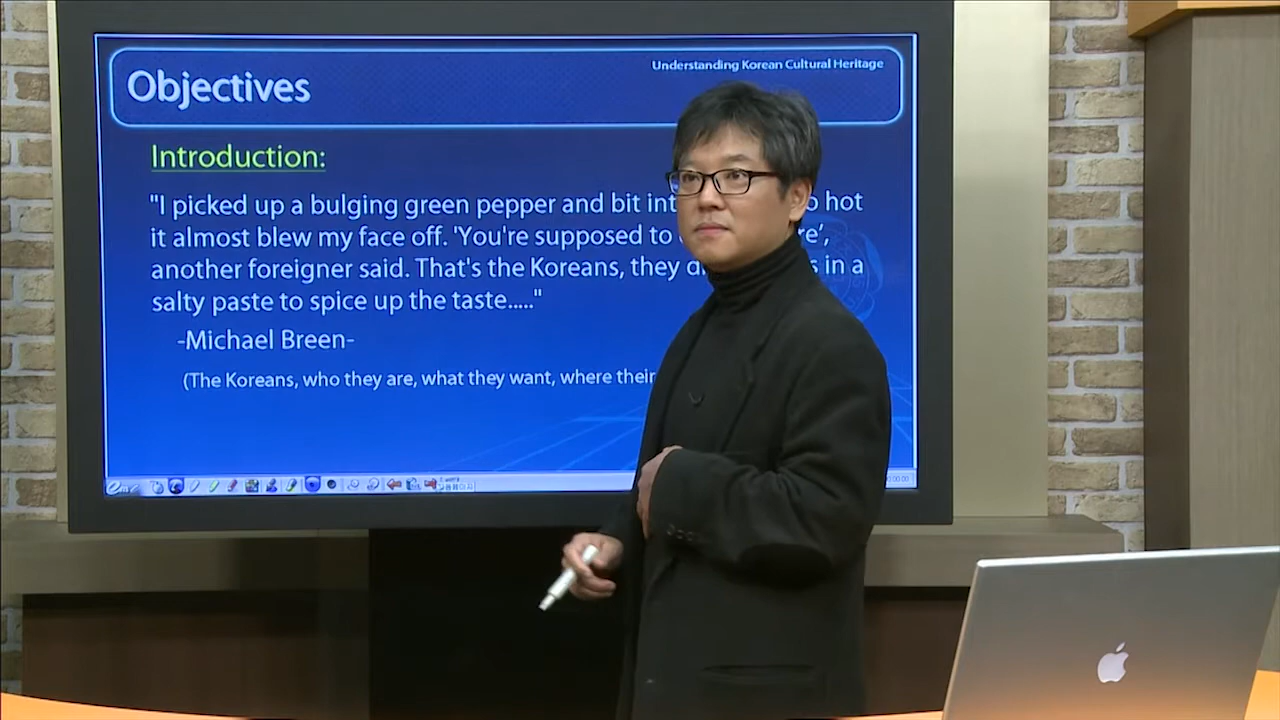 Understanding Korean Cultural Heritage
Objectives
Introduction:
"I picked up a bulging green pepper and bit hot
it almost blew my face off. 'You're supposed to
another foreigner said. That's the Koreans, they in a
salty paste to spice up the taste....."
-Michael Breen-
(The Koreans, who they are, what they want, where their